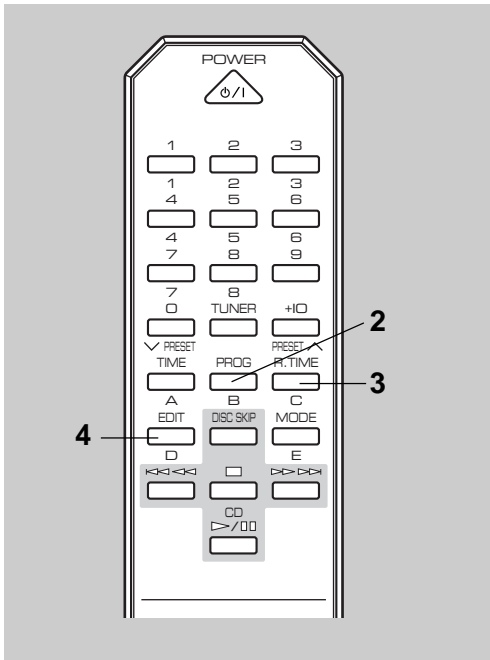 POWER
⏻/I
1 2 3
1 2 3
4 5 6
4 5 6
7 8 9
7 8
0 TUNER +10
2
∨ PRESET PRESET ∧
TIME PROG R.TIME
3
A B C
4
EDIT DISC SKIP MODE
D E
|◁◁ ◁◁ □ ▷▷ ▷▷|
CD
▷/▯▯